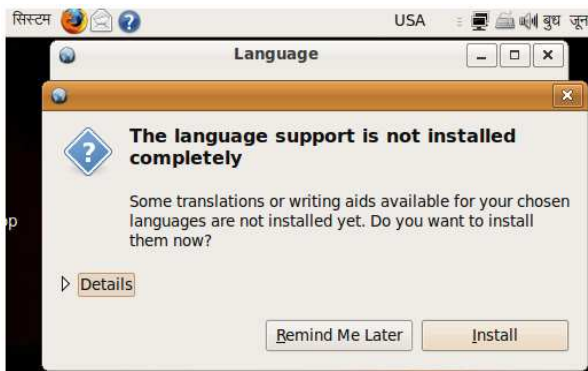 सिस्टम USA बुध जून
Language
The language support is not installed
completely
Some translations or writing aids available for your chosen
languages are not installed yet. Do you want to install
them now?
Details
Remind Me Later Install